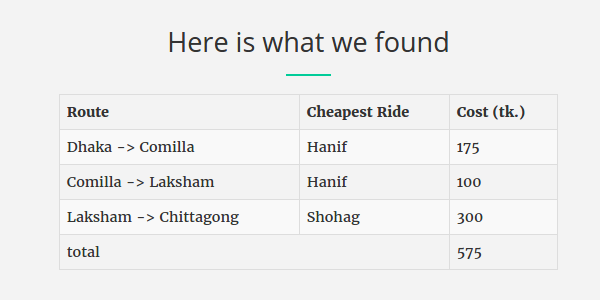 Here is what we found
Route Cheapest Ride Cost (tk.)
Dhaka -> Comilla Hanif 175
Comilla -> Laksham Hanif 100
Laksham -> Chittagong Shohag 300
total 575